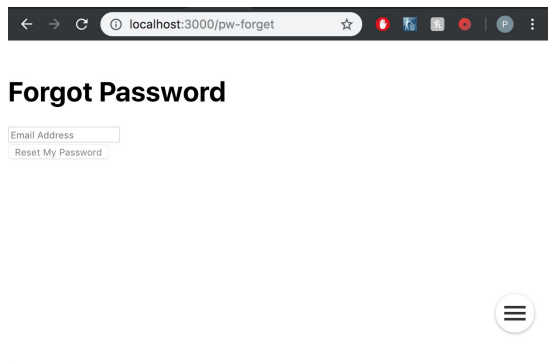 localhost:3000/pw-forget
P
Forgot Password
Email Address
Reset My Password